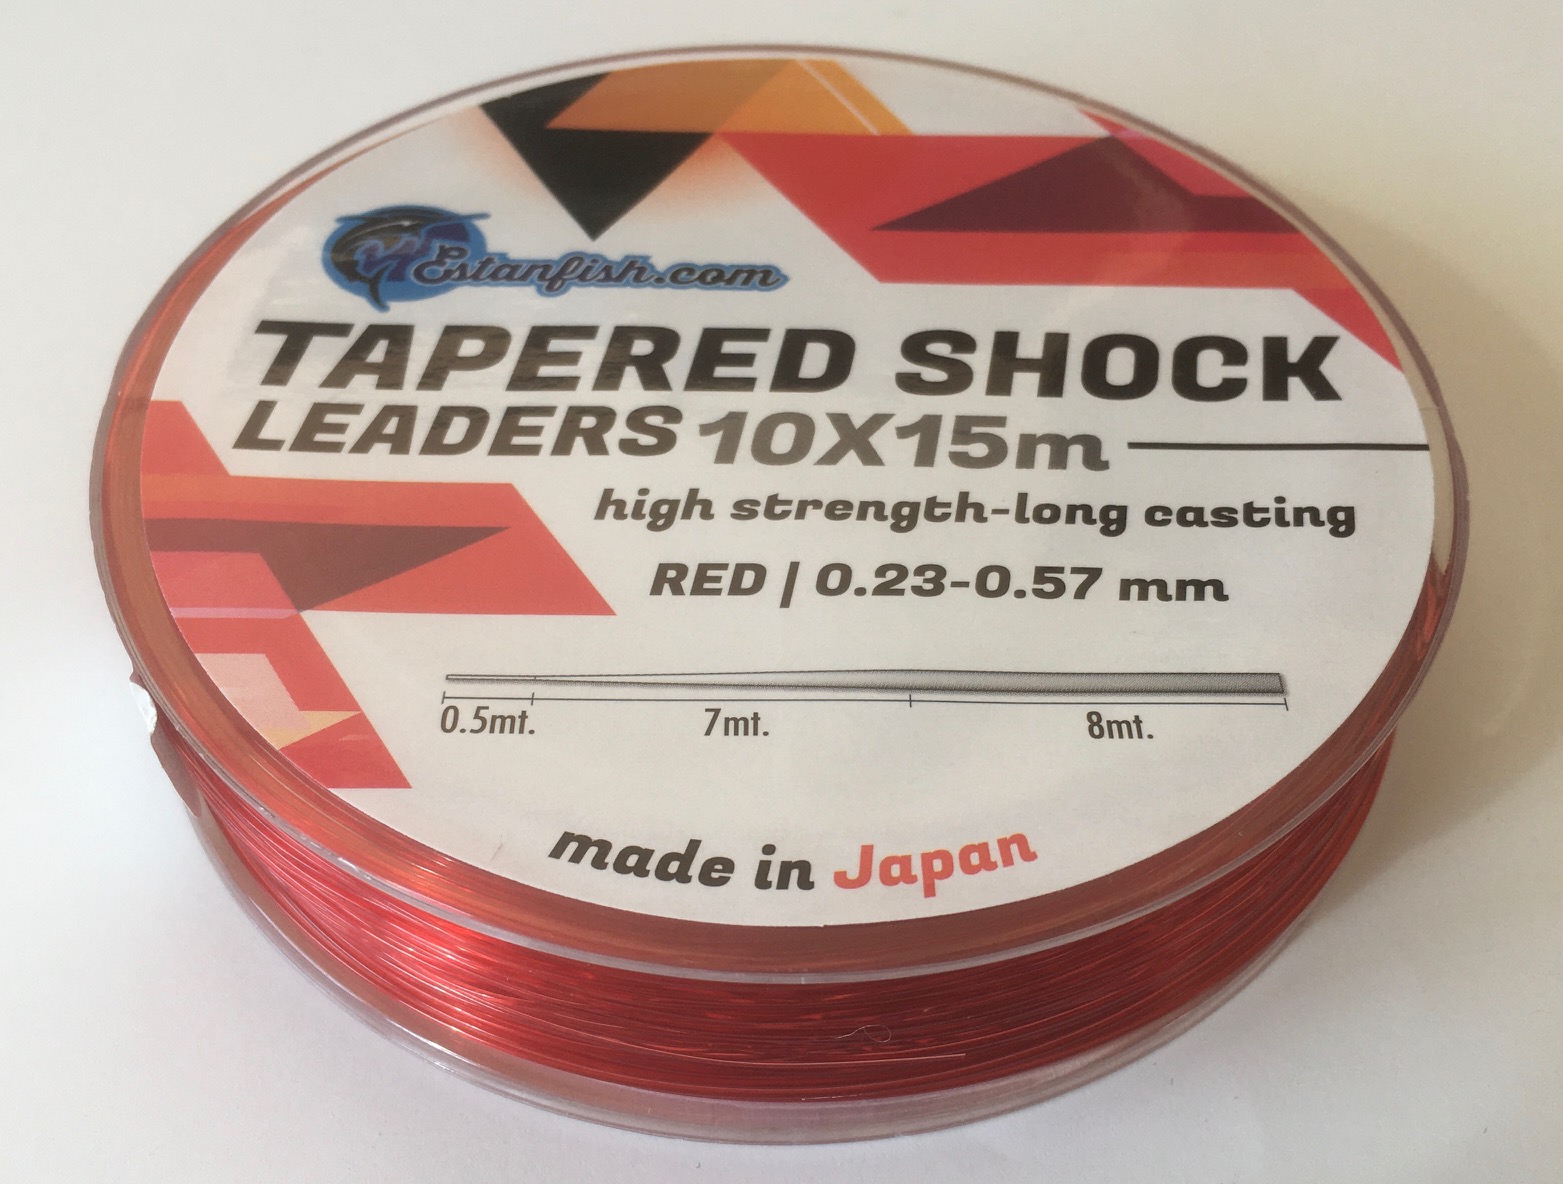 Estanfish.com
TAPERED SHOCK
LEADERS 10X15m
high strength-long casting
RED | 0.23-0.57 mm
0.5mt. 7mt. 8mt.
made in Japan